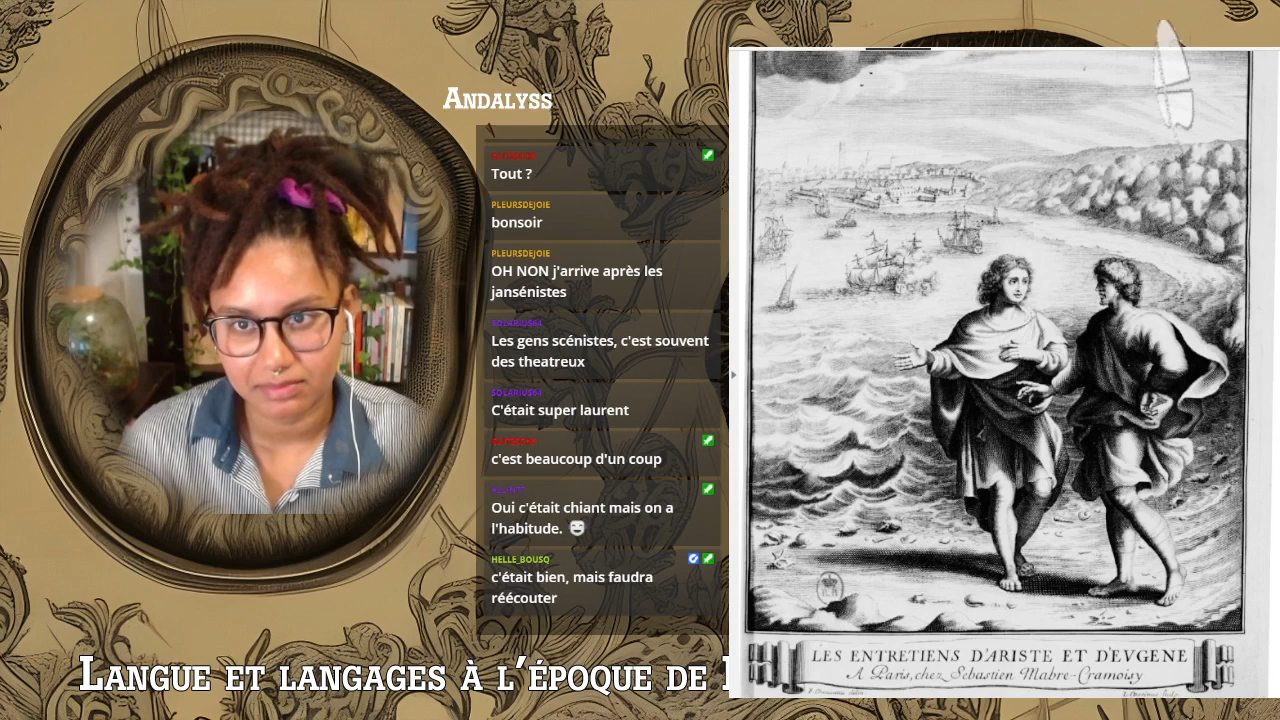 Andalyss
Tout ?
PLEURSDEJOIE
bonsoir
PLEURSDEJOIE
OH NON j'arrive après les
jansénistes
SOLARIUS64
Les gens scénistes, c'est souvent
des theatreux
SOLARIUS64
C'était super laurent
c'est beaucoup d'un coup
Oui c'était chiant mais on a
l'habitude.
HELLE_BOUSQ
c'était bien, mais faudra
réécouter
Langue et langages à l'époque de
LES ENTRETIENS D'ARISTE ET D'EVGENE
A Paris, chez Sebastien Mabre-Cramoisy